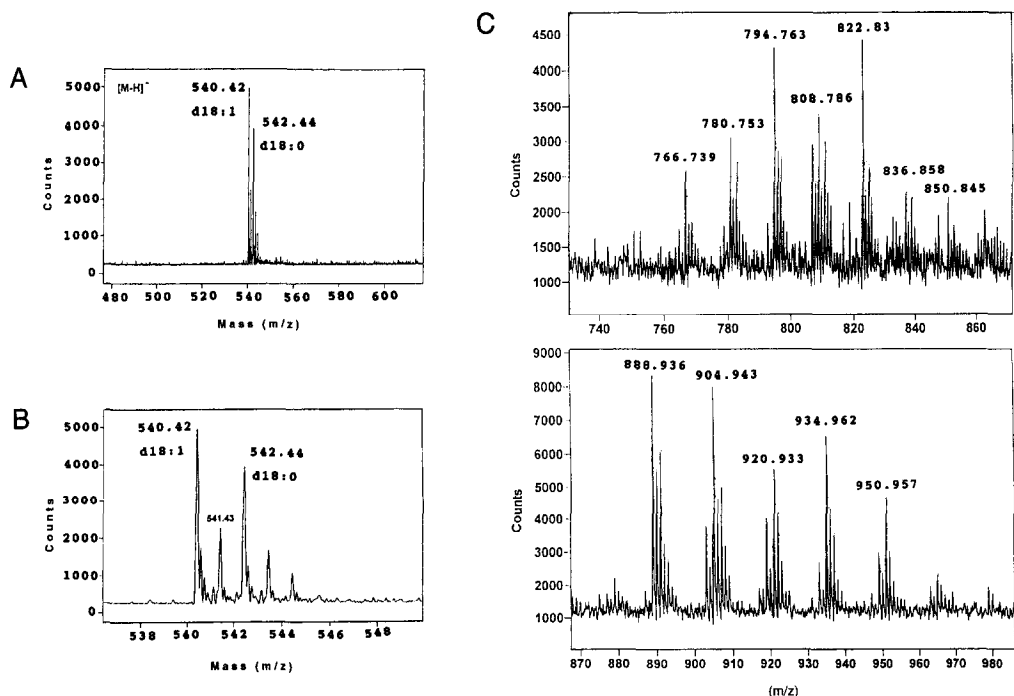 A
[M-H]⁻
540.42
d18:1
542.44
d18:0
Counts
5000
4000
3000
2000
1000
0
480 500 520 540 560 580 600
Mass (m/z)
B
540.42
d18:1
542.44
d18:0
541.43
Counts
5000
4000
3000
2000
1000
0
538 540 542 544 546 548
Mass (m/z)
C
794.763
822.83
808.786
780.753
766.739
836.858
850.845
Counts
4500
4000
3500
3000
2500
2000
1500
1000
740 760 780 800 820 840 860
888.936
904.943
934.962
920.933
950.957
Counts
9000
8000
7000
6000
5000
4000
3000
2000
1000
870 880 890 900 910 920 930 940 950 960 970 980
(m/z)